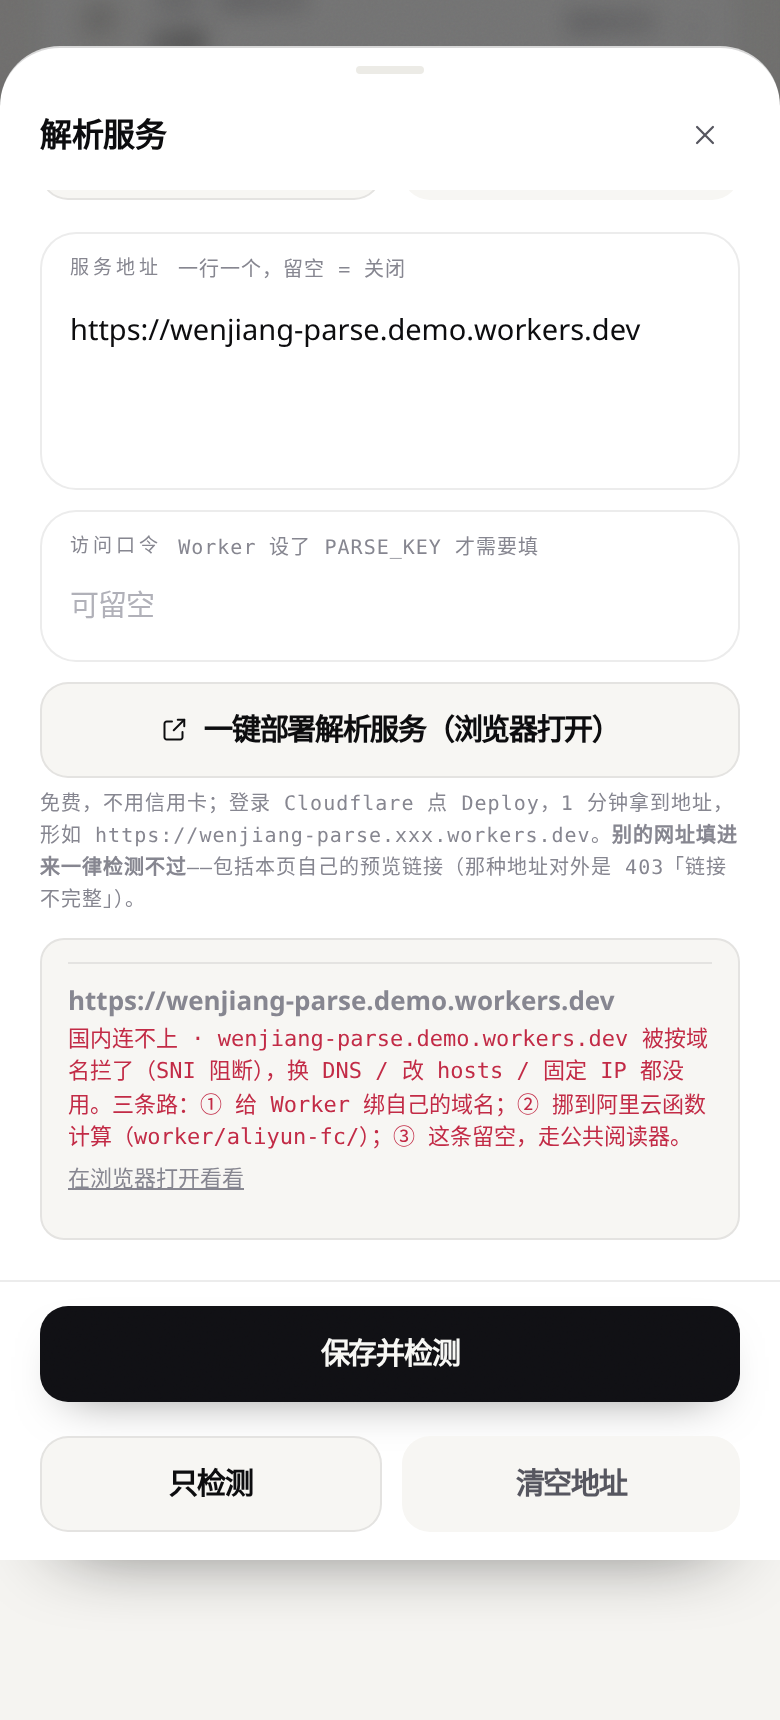 解析服务
服务地址 一行一个，留空 = 关闭
https://wenjiang-parse.demo.workers.dev
访问口令 Worker 设了 PARSE_KEY 才需要填
可留空
一键部署解析服务（浏览器打开）
免费，不用信用卡；登录 Cloudflare 点 Deploy，1 分钟拿到地址，
形如 https://wenjiang-parse.xxx.workers.dev。别的网址填进
来一律检测不过——包括本页自己的预览链接（那种地址对外是 403「链接
不完整」）。
https://wenjiang-parse.demo.workers.dev
国内连不上 · wenjiang-parse.demo.workers.dev 被按域
名拦了（SNI 阻断），换 DNS / 改 hosts / 固定 IP 都没
用。三条路：① 给 Worker 绑自己的域名；② 挪到阿里云函数
计算（worker/aliyun-fc/）；③ 这条留空，走公共阅读器。
在浏览器打开看看
保存并检测
只检测
清空地址